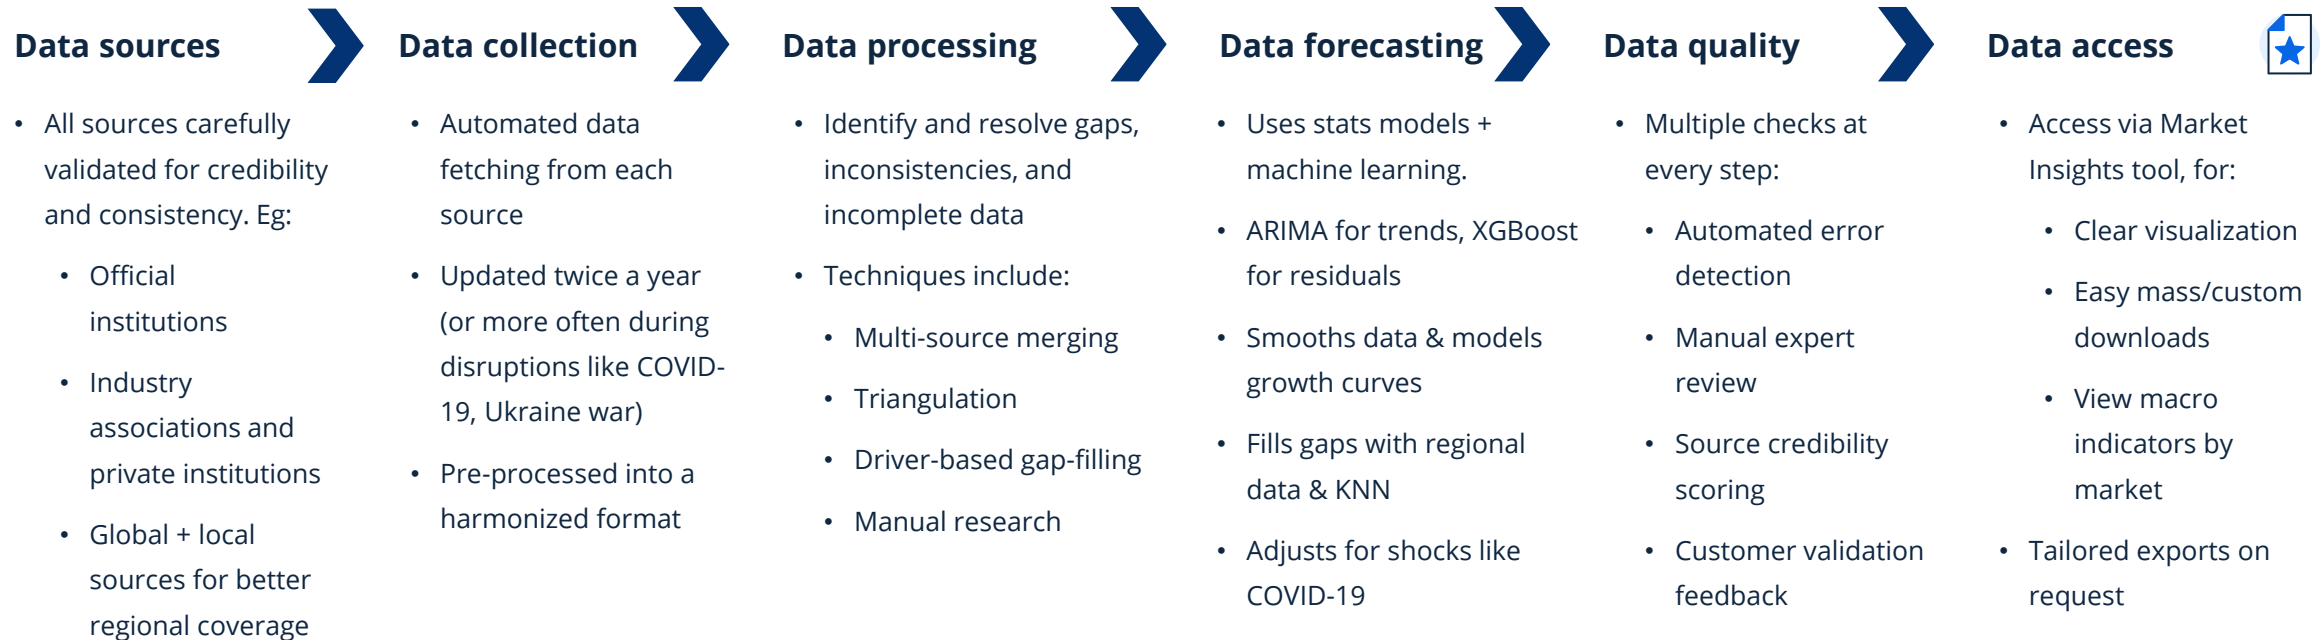 Data sources
• All sources carefully
validated for credibility
and consistency. Eg:
• Official
institutions
• Industry
associations and
private institutions
• Global + local
sources for better
regional coverage
Data collection
• Automated data
fetching from each
source
• Updated twice a year
(or more often during
disruptions like COVID-
19, Ukraine war)
• Pre-processed into a
harmonized format
Data processing
• Identify and resolve gaps,
inconsistencies, and
incomplete data
• Techniques include:
• Multi-source merging
• Triangulation
• Driver-based gap-filling
• Manual research
Data forecasting
• Uses stats models +
machine learning.
• ARIMA for trends, XGBoost
for residuals
• Smooths data & models
growth curves
• Fills gaps with regional
data & KNN
• Adjusts for shocks like
COVID-19
Data quality
• Multiple checks at
every step:
• Automated error
detection
• Manual expert
review
• Source credibility
scoring
• Customer validation
feedback
Data access
• Access via Market
Insights tool, for:
• Clear visualization
• Easy mass/custom
downloads
• View macro
indicators by
market
• Tailored exports on
request